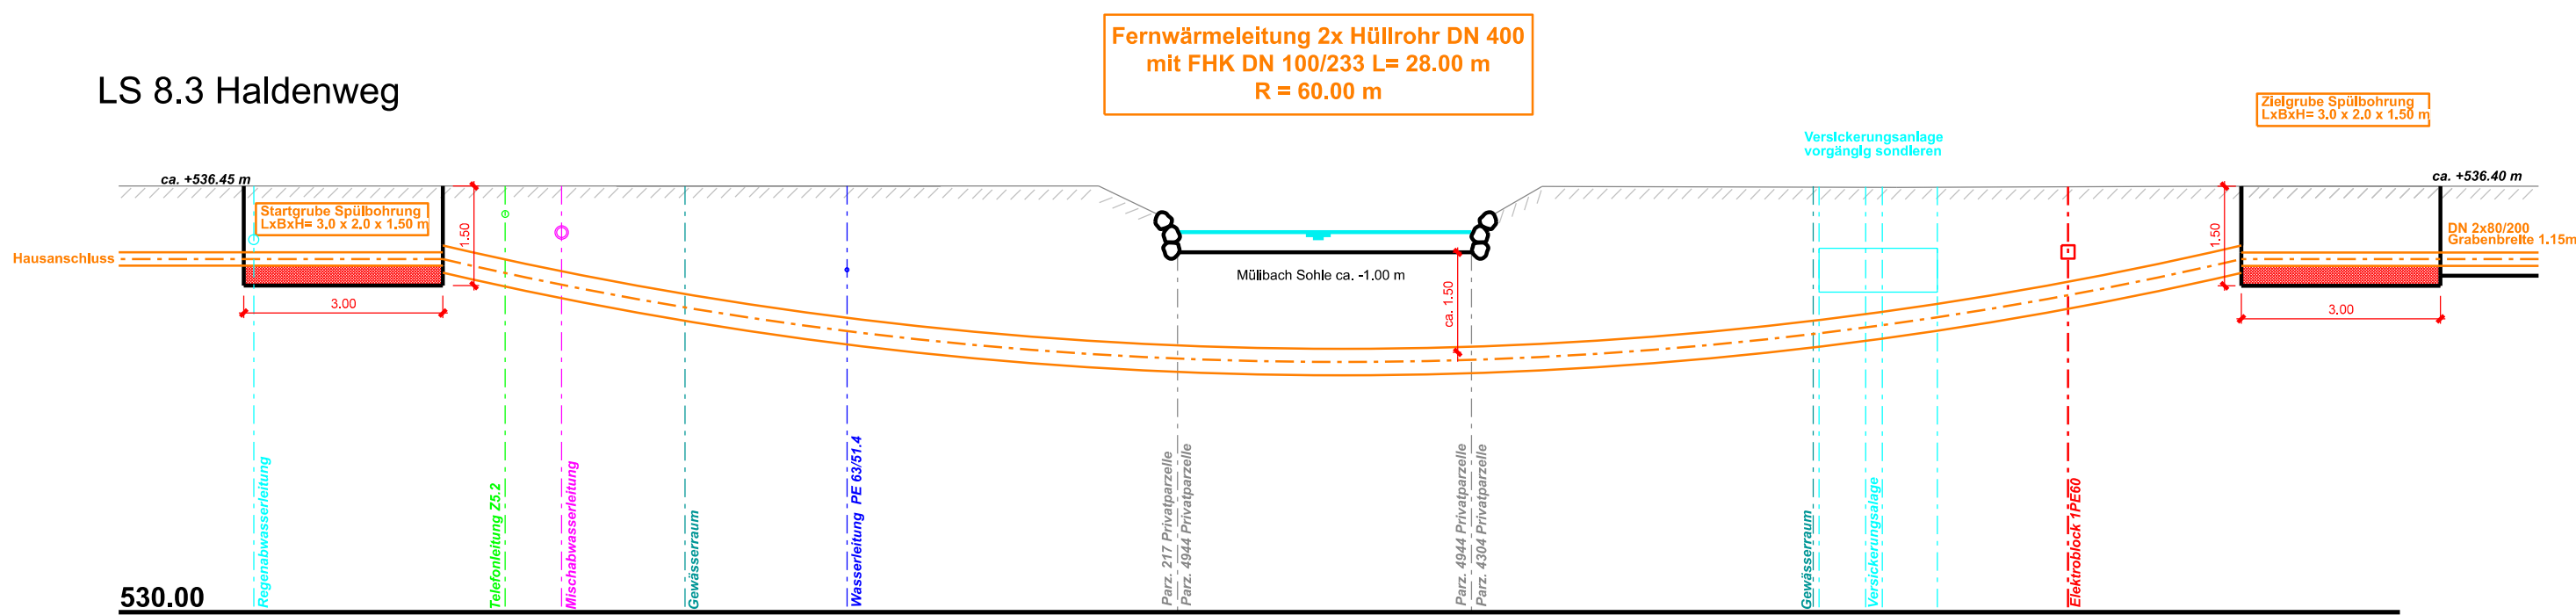 Fernwärmeleitung 2x Hüllrohr DN 400
mit FHK DN 100/233 L= 28.00 m
R = 60.00 m
LS 8.3 Haldenweg
Zielgrube Spülbohrung
LxBxH= 3.0 x 2.0 x 1.50 m
Versickerungsanlage
vorgängig sondieren
ca. +536.45 m
ca. +536.40 m
Startgrube Spülbohrung
LxBxH= 3.0 x 2.0 x 1.50 m
1.50
1.50
DN 2x80/200
Grabenbreite 1.15m
Hausanschluss
Mülibach Sohle ca. -1.00 m
3.00
ca. 1.50
3.00
Regenabwasserleitung
Telefonleitung Z5.2
Mischabwasserleitung
Gewässerraum
Wasserleitung PE 63/51.4
Parz. 217 Privatparzelle
Parz. 4944 Privatparzelle
Parz. 4944 Privatparzelle
Parz. 4304 Privatparzelle
Gewässerraum
Versickerungsalage
Elektroblock 1PE60
530.00